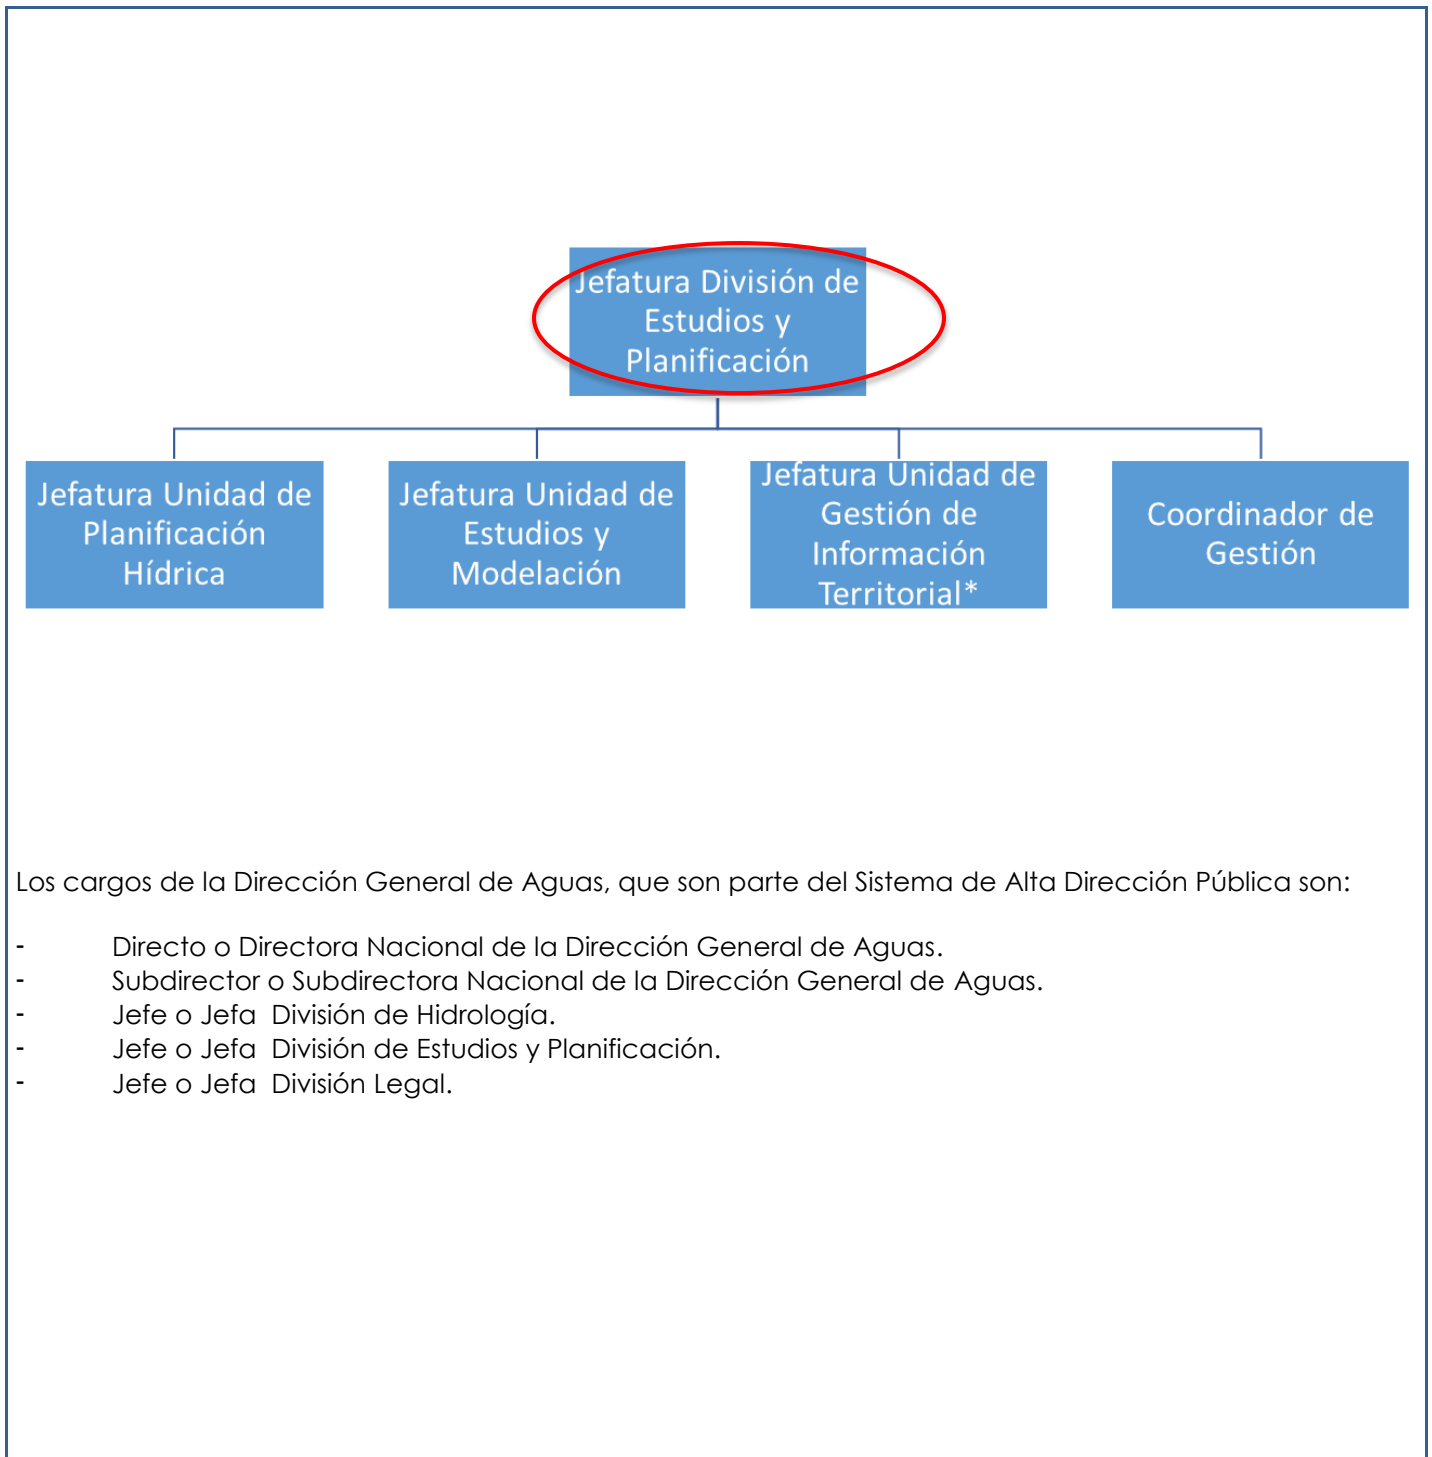 Jefatura División de
Estudios y
Planificación
Jefatura Unidad de
Planificación
Hídrica
Jefatura Unidad de
Estudios y
Modelación
Jefatura Unidad de
Gestión de
Información
Territorial*
Coordinador de
Gestión
Los cargos de la Dirección General de Aguas, que son parte del Sistema de Alta Dirección Pública son:
- Directo o Directora Nacional de la Dirección General de Aguas.
- Subdirector o Subdirectora Nacional de la Dirección General de Aguas.
- Jefe o Jefa  División de Hidrología.
- Jefe o Jefa  División de Estudios y Planificación.
- Jefe o Jefa  División Legal.